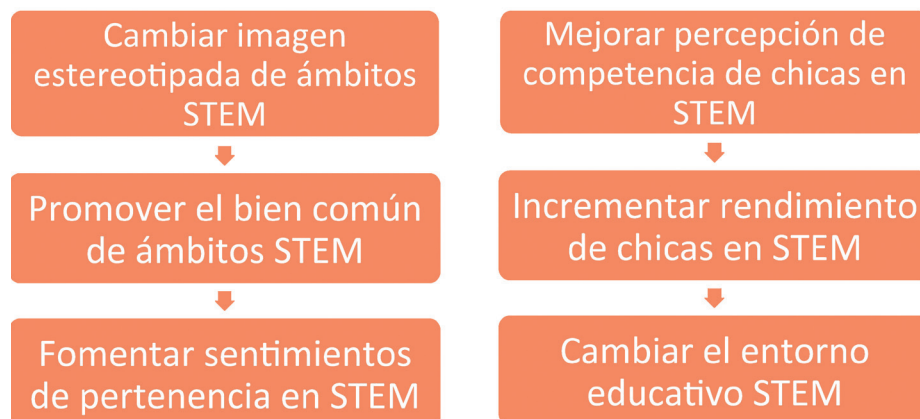 Cambiar imagen
estereotipada de ámbitos
STEM
Promover el bien común
de ámbitos STEM
Fomentar sentimientos
de pertenencia en STEM
Mejorar percepción de
competencia de chicas en
STEM
Incrementar rendimiento
de chicas en STEM
Cambiar el entorno
educativo STEM